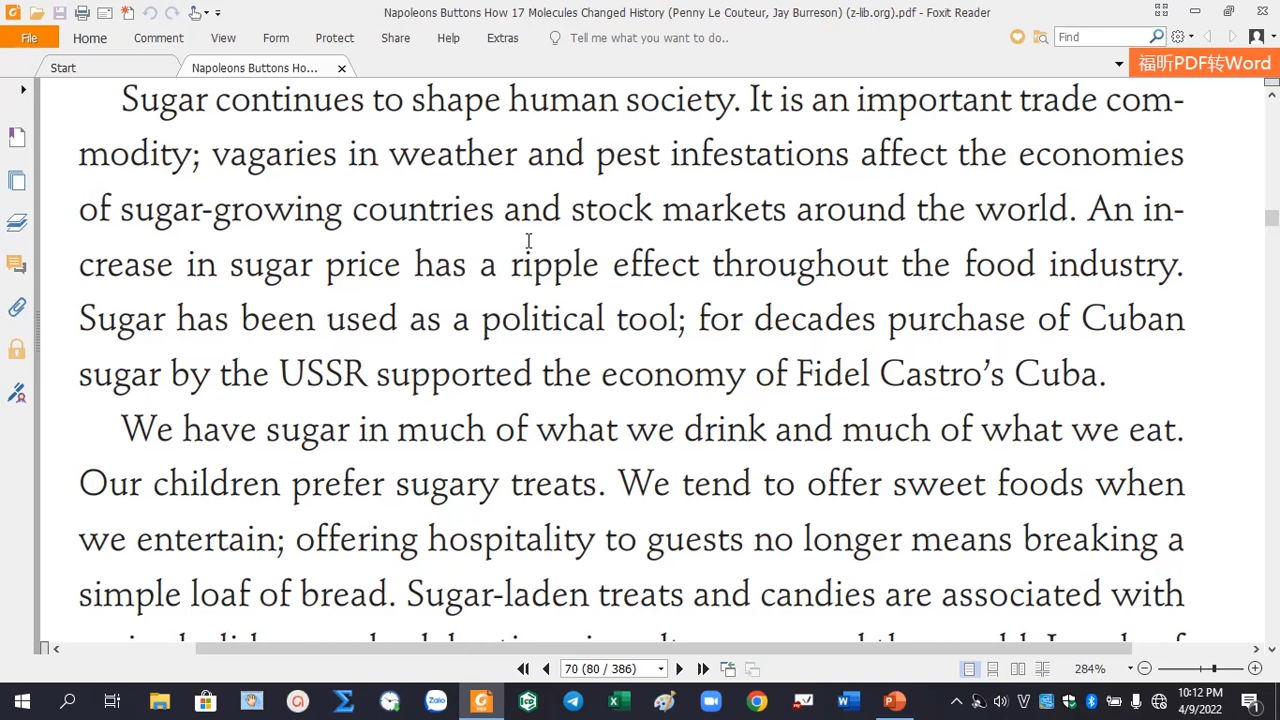 Napoleons Buttons How 17 Molecules Changed History (Penny Le Couteur, Jay Burreson) (z-lib.org).pdf - Foxit Reader
File Home Comment View Form Protect Share Help Extras Tell me what you want to do.. Find
Start Napoleons Buttons Ho... 福昕PDF转Word
Sugar continues to shape human society. It is an important trade com-
modity; vagaries in weather and pest infestations affect the economies
of sugar-growing countries and stock markets around the world. An in-
crease in sugar price has a ripple effect throughout the food industry.
Sugar has been used as a political tool; for decades purchase of Cuban
sugar by the USSR supported the economy of Fidel Castro’s Cuba.
We have sugar in much of what we drink and much of what we eat.
Our children prefer sugary treats. We tend to offer sweet foods when
we entertain; offering hospitality to guests no longer means breaking a
simple loaf of bread. Sugar-laden treats and candies are associated with
70 (80 / 386) 284%
Zalo 10:12 PM
4/9/2022